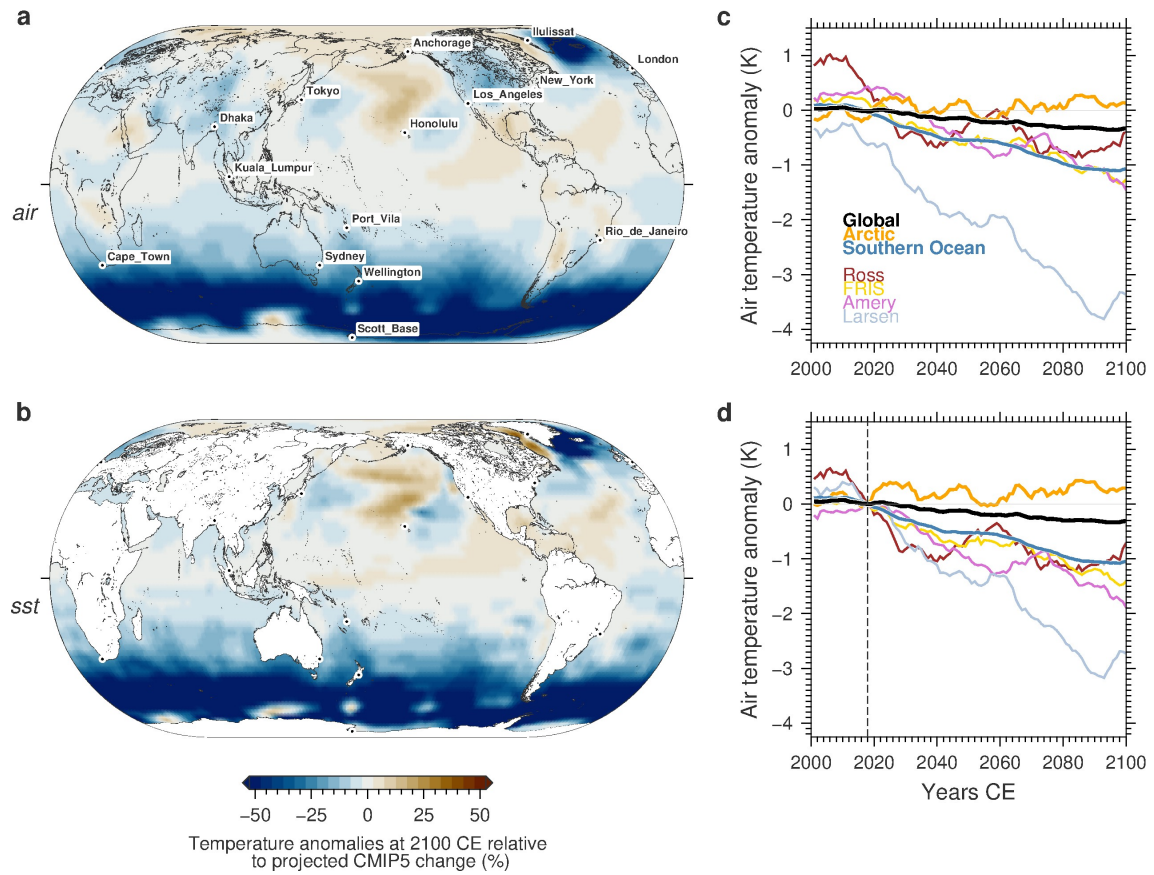 a
Ilulissat
Anchorage
London
New_York
Tokyo
Los_Angeles
Dhaka
Honolulu
Kuala_Lumpur
air
Port_Vila
Rio_de_Janeiro
Cape_Town
Sydney
Wellington
Scott_Base
b
sst
−50 −25 0 25 50
Temperature anomalies at 2100 CE relative
to projected CMIP5 change (%)
c
Air temperature anomaly (K)
1
0
−1
−2
−3
−4
Global
Arctic
Southern Ocean
Ross
FRIS
Amery
Larsen
2000 2020 2040 2060 2080 2100
d
Air temperature anomaly (K)
1
0
−1
−2
−3
−4
2000 2020 2040 2060 2080 2100
Years CE